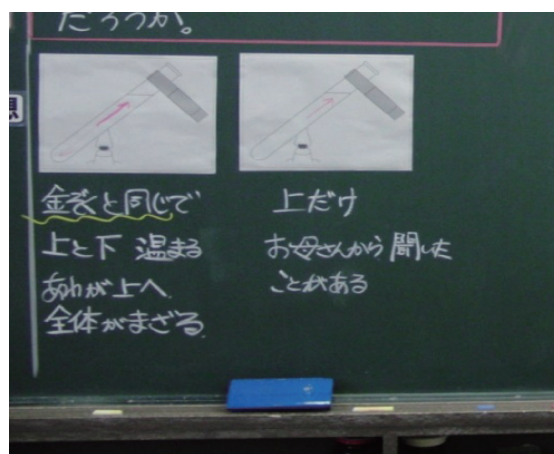 だろうか。
想
金ぞくと同じで
上と下 温まる
あわが上へ
全体がまざる。
上だけ
お母さんから聞いた
ことがある